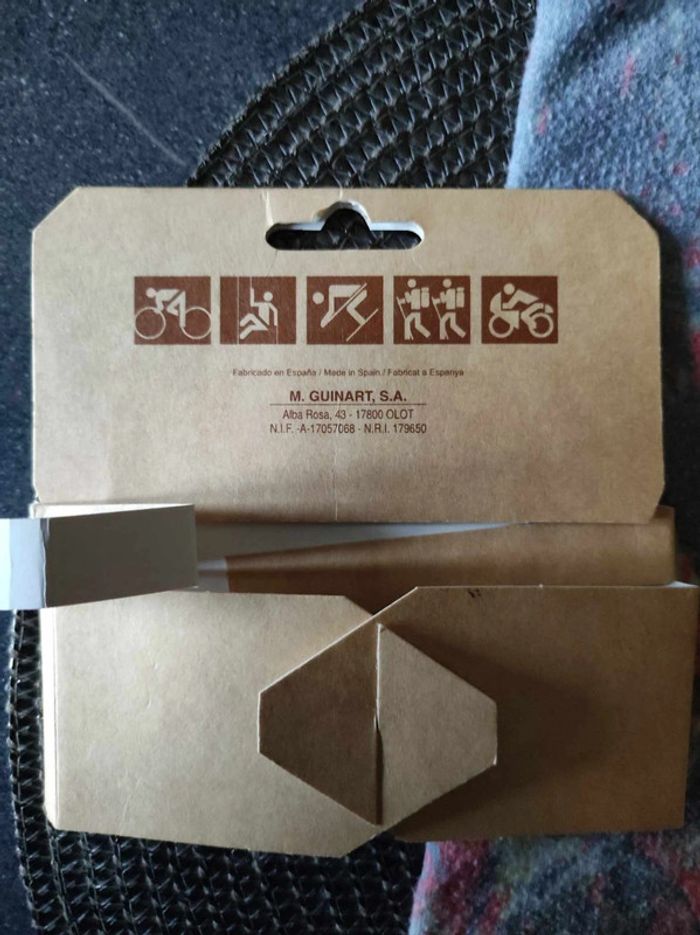 Fabricado en España / Made in Spain / Fabricat a Espanya
M. GUINART, S.A.
Alba Rosa, 43 - 17800 OLOT
N.I.F. -A-17057068 - N.R.I. 179650